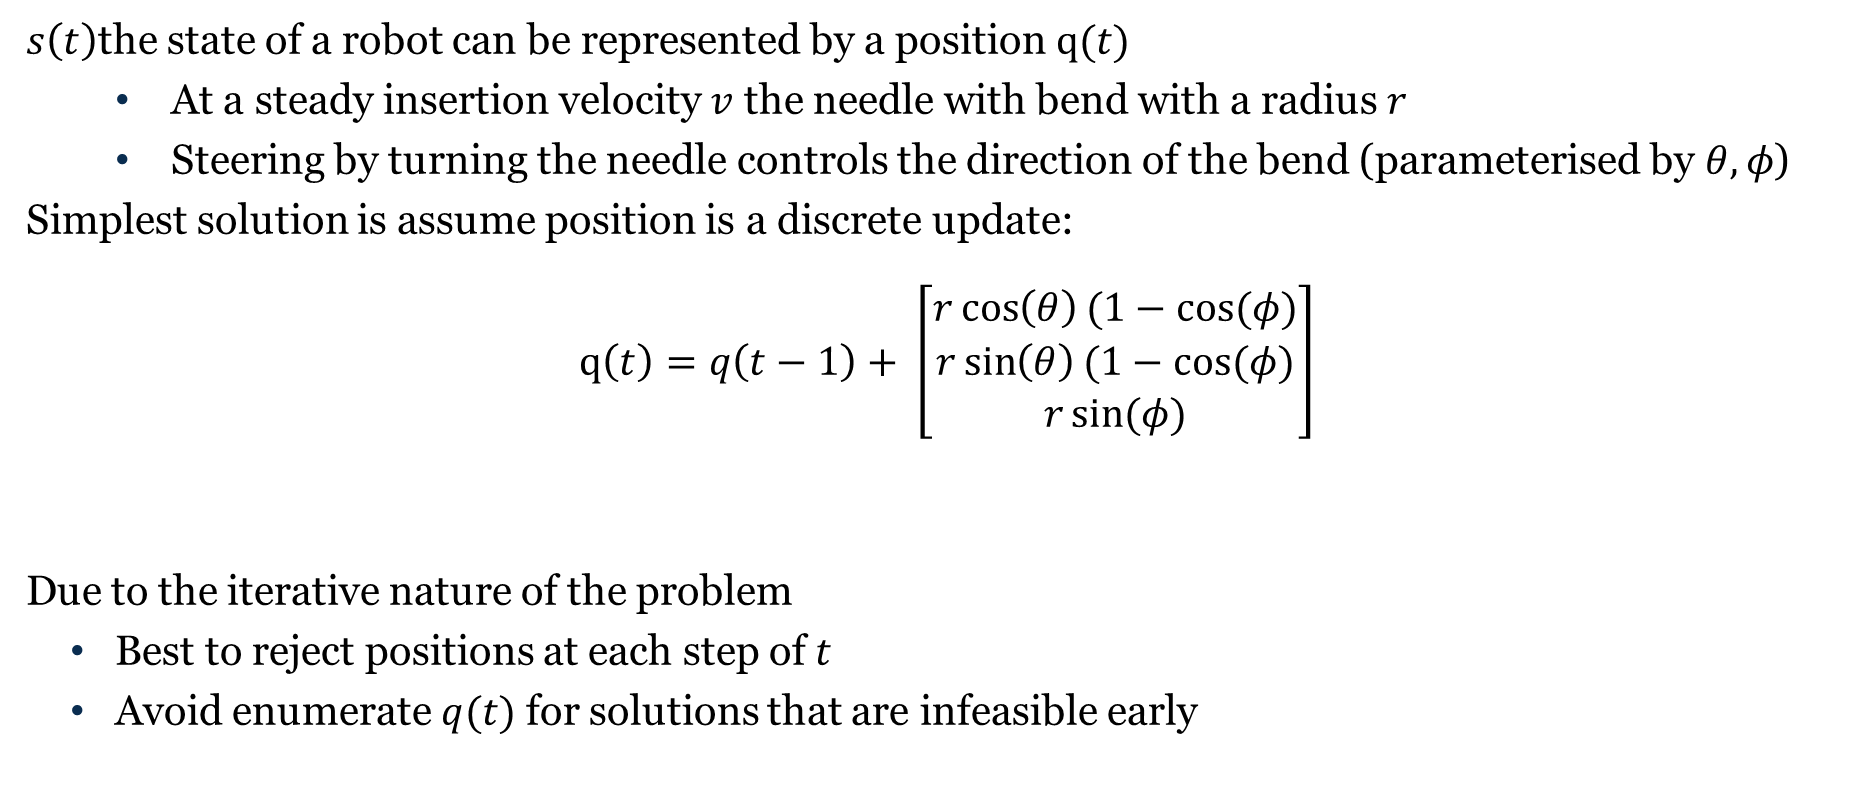 s(t)the state of a robot can be represented by a position q(t)
• At a steady insertion velocity v the needle with bend with a radius r
• Steering by turning the needle controls the direction of the bend (parameterised by θ, ϕ)
Simplest solution is assume position is a discrete update:
q(t) = q(t − 1) + [r cos(θ) (1 − cos(ϕ)
r sin(θ) (1 − cos(ϕ)
r sin(ϕ)]
Due to the iterative nature of the problem
• Best to reject positions at each step of t
• Avoid enumerate q(t) for solutions that are infeasible early